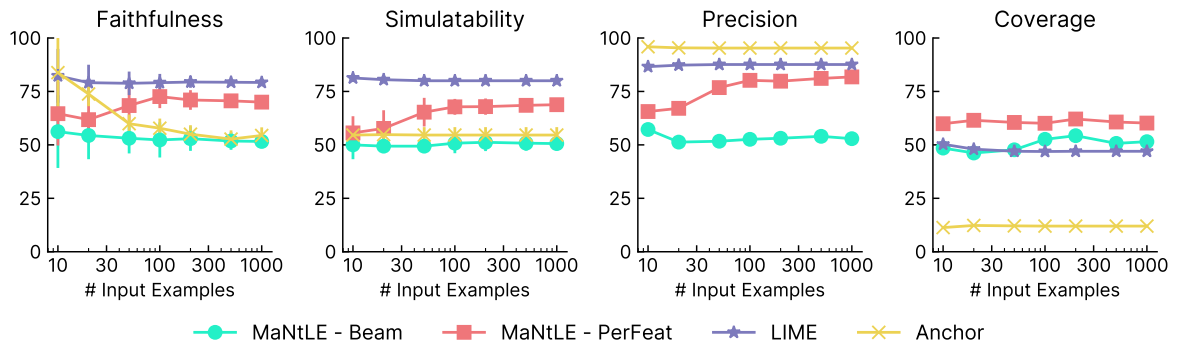 Faithfulness
Simulatability
Precision
Coverage
100
75
50
25
0
10 30 100 300 1000
# Input Examples
100
75
50
25
0
10 30 100 300 1000
# Input Examples
100
75
50
25
0
10 30 100 300 1000
# Input Examples
100
75
50
25
0
10 30 100 300 1000
# Input Examples
MaNtLE - Beam
MaNtLE - PerFeat
LIME
Anchor